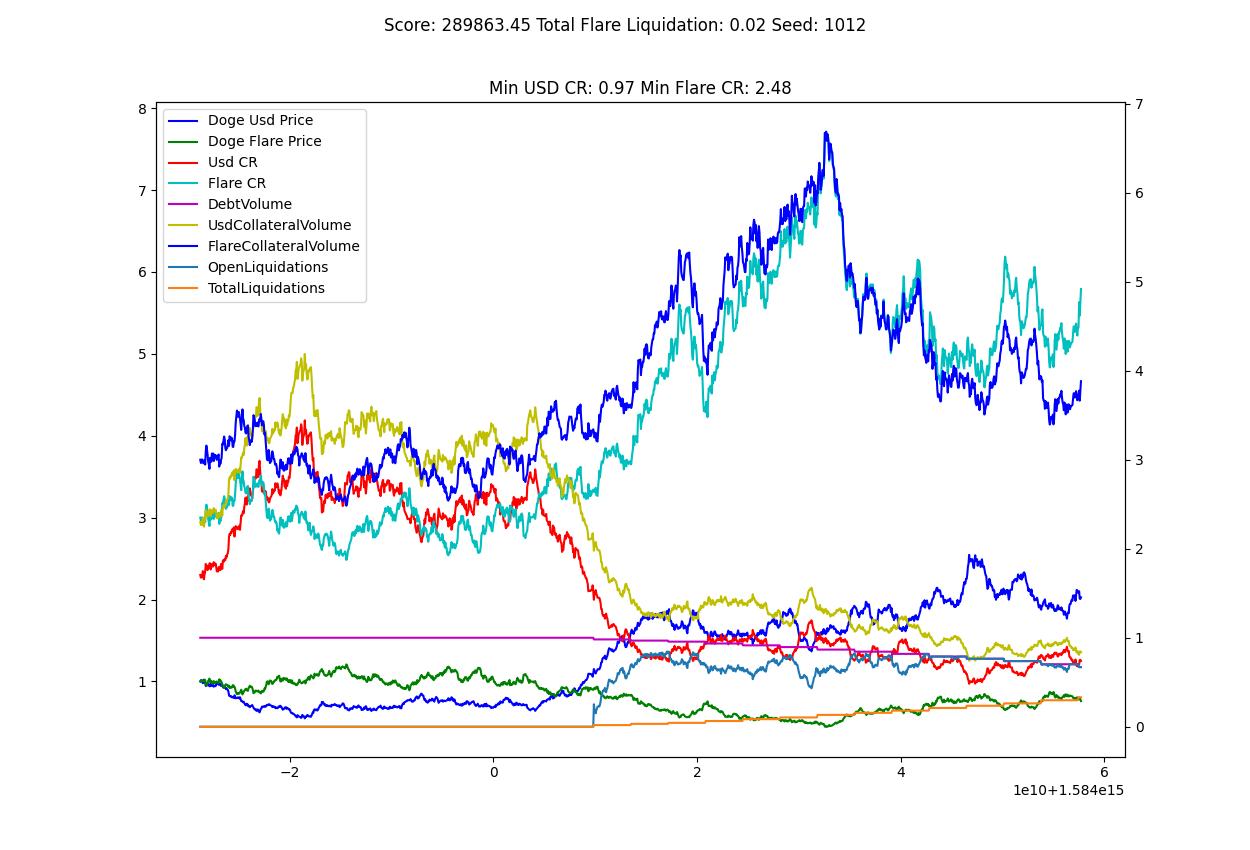 Score: 289863.45 Total Flare Liquidation: 0.02 Seed: 1012
Min USD CR: 0.97 Min Flare CR: 2.48
Doge Usd Price
Doge Flare Price
Usd CR
Flare CR
DebtVolume
UsdCollateralVolume
FlareCollateralVolume
OpenLiquidations
TotalLiquidations
8
7
6
5
4
3
2
1
7
6
5
4
3
2
1
0
−2
0
2
4
6
1e10+1.584e15